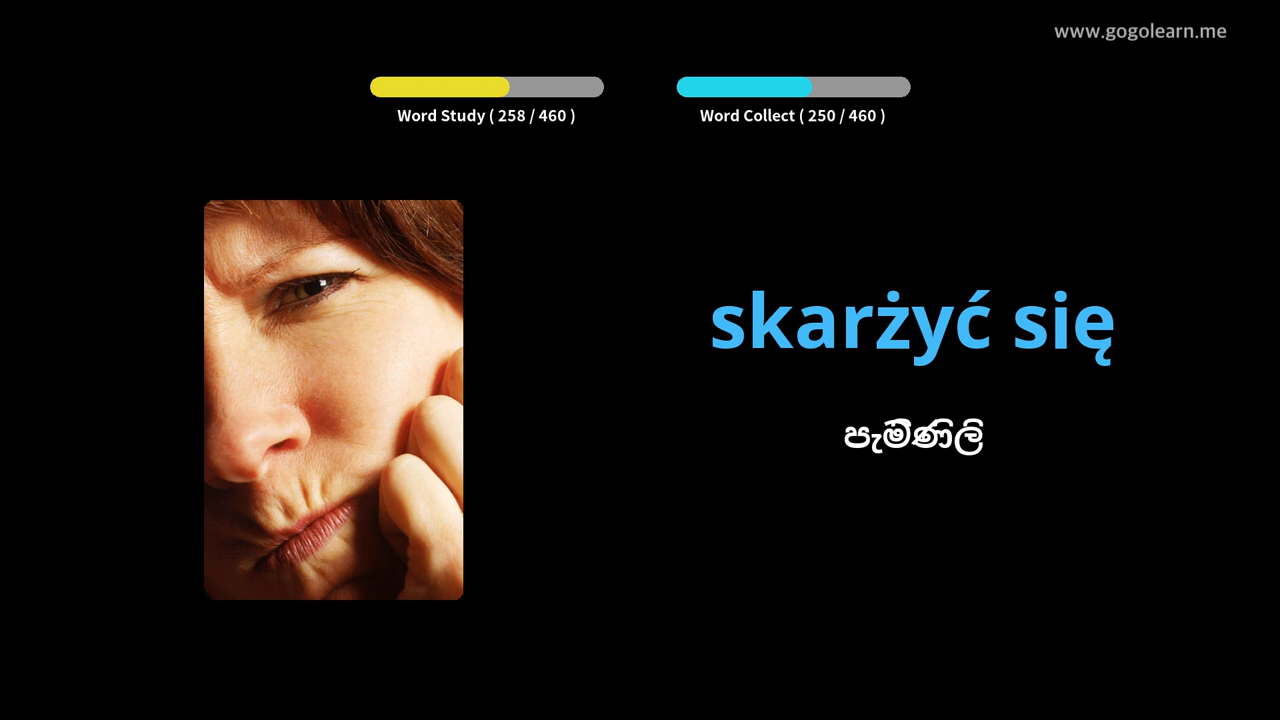 www.gogolearn.me
Word Study ( 258 / 460 )
Word Collect ( 250 / 460 )
skarżyć się
පැමිණිලි